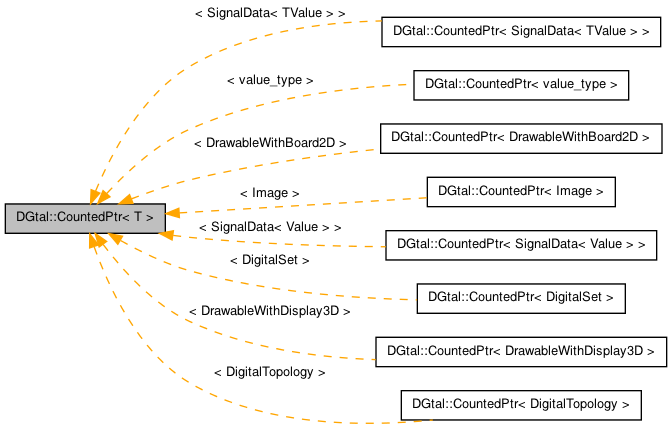 < SignalData< TValue > >
DGtal::CountedPtr< SignalData< TValue > >
< value_type >
DGtal::CountedPtr< value_type >
< DrawableWithBoard2D >
DGtal::CountedPtr< DrawableWithBoard2D >
< Image >
DGtal::CountedPtr< Image >
DGtal::CountedPtr< T >
< SignalData< Value > >
DGtal::CountedPtr< SignalData< Value > >
< DigitalSet >
DGtal::CountedPtr< DigitalSet >
< DrawableWithDisplay3D >
DGtal::CountedPtr< DrawableWithDisplay3D >
< DigitalTopology >
DGtal::CountedPtr< DigitalTopology >